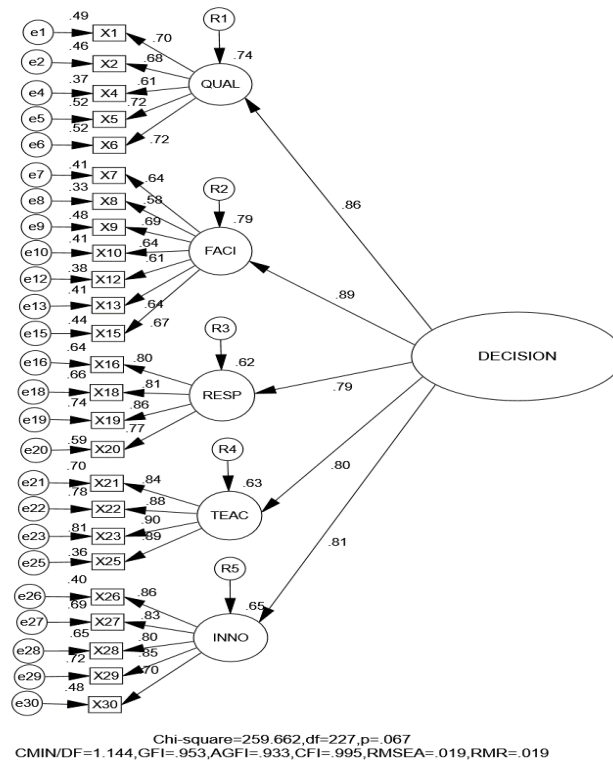 .49
e1 X1 .70 R1
.46
e2 X2 .68 .74
.37
e4 X4 .61 QUAL
.52
e5 X5 .72
.52
e6 X6 .72
.86
.41
e7 X7 .64 R2
.33
e8 X8 .58 .79
.48
e9 X9 .69
.41
e10 X10 .64 FACI
.38
e12 X12 .61
.41
e13 X13 .64
.44
e15 X15 .67
.89
.64
e16 X16 .80 R3
.66
e18 X18 .81 .62
.74
e19 X19 .86 RESP
.59
e20 X20 .77
.79
DECISION
.70
e21 X21 .84 R4
.78
e22 X22 .88 .63
.81
e23 X23 .90 TEAC
.36
e25 X25 .89
.80
.40
e26 X26 .86 R5
.69
e27 X27 .83 .65
.65
e28 X28 .80 INNO
.72
e29 X29 .85
.48
e30 X30 .70
.81
Chi-square=259.662,df=227,p=.067
CMIN/DF=1.144,GFI=.953,AGFI=.933,CFI=.995,RMSEA=.019,RMR=.019